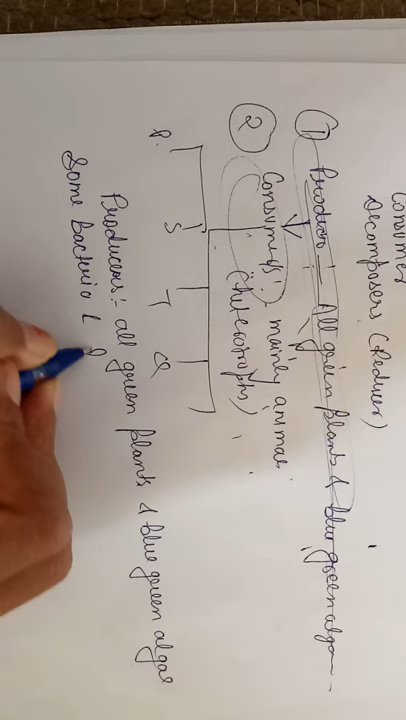 Consumer
Decomposers (Reducer)
① Producers :- All green plants & blue green algae
② Consumers :- mainly animal
(Heterotrophs)
P. S T Q
Producers :- all green plants & blue green algae
Some bacteria &